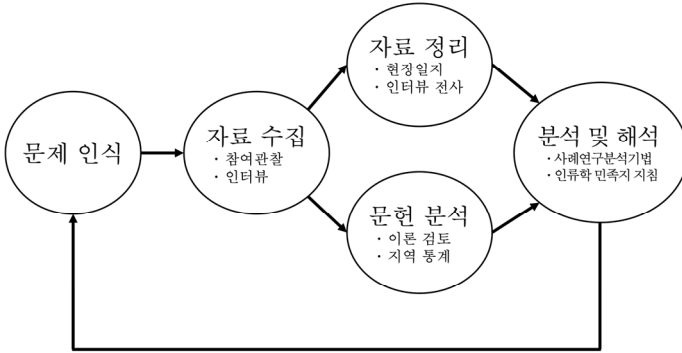 문제 인식
자료 수집
· 참여관찰
· 인터뷰
자료 정리
· 현장일지
· 인터뷰 전사
문헌 분석
· 이론 검토
· 지역 통계
분석 및 해석
· 사례연구분석기법
· 인류학 민족지 지침